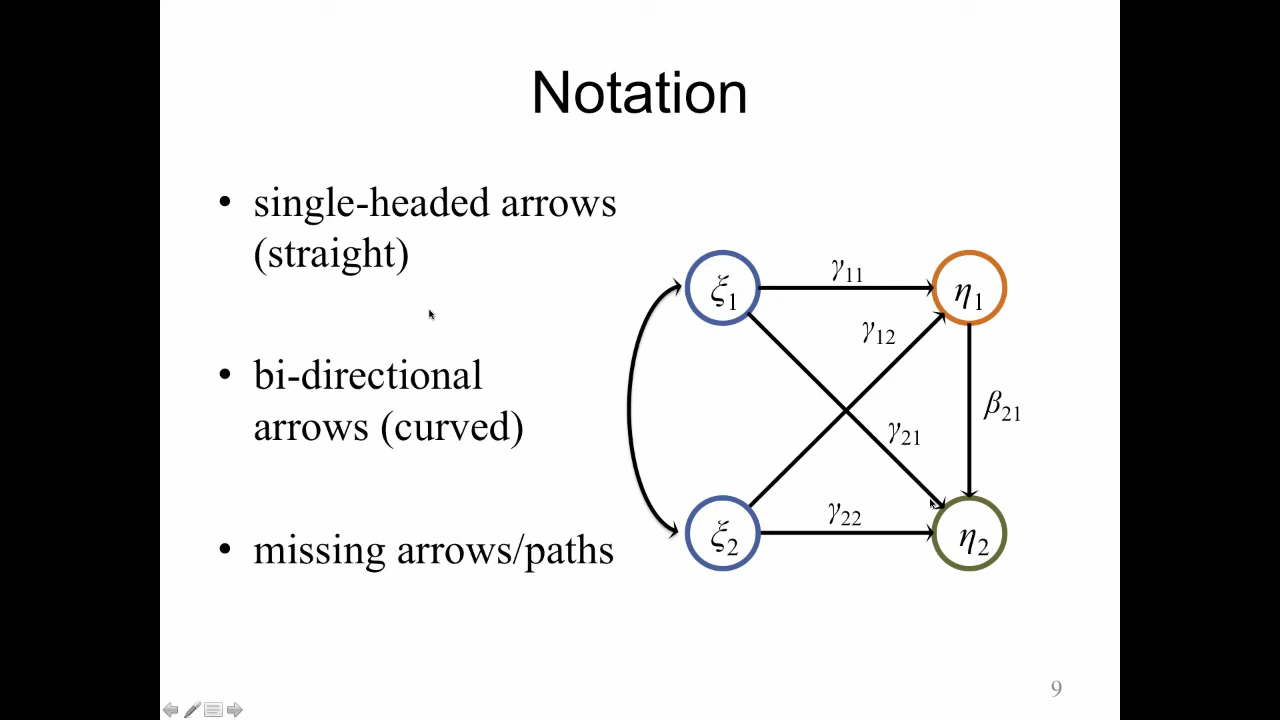 Notation
• single-headed arrows
(straight)
• bi-directional
arrows (curved)
• missing arrows/paths
ξ1
γ11
η1
γ12
β21
γ21
ξ2
γ22
η2
9